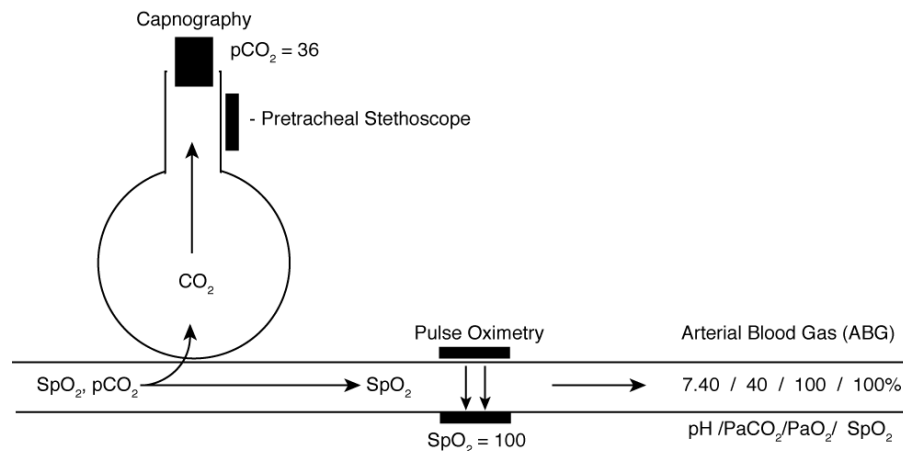 Capnography
pCO₂ = 36
- Pretracheal Stethoscope
CO₂
Pulse Oximetry
Arterial Blood Gas (ABG)
SpO₂, pCO₂
SpO₂
7.40 / 40 / 100 / 100%
SpO₂ = 100
pH /PaCO₂/PaO₂/ SpO₂